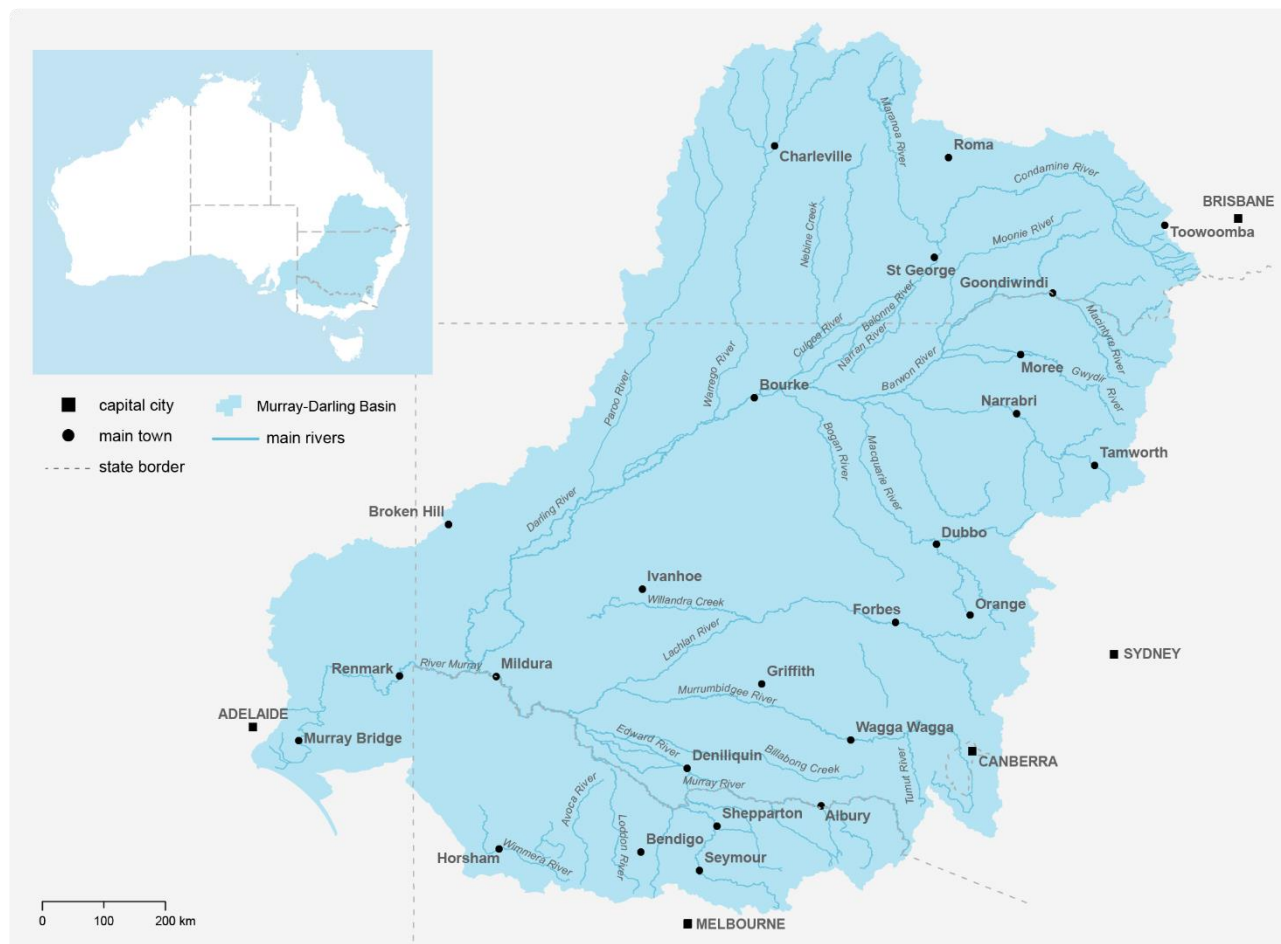 Maranoa River
Roma
Charleville
Condamine River
BRISBANE
Toowoomba
Nebine Creek
Moonie River
St George
Goondiwindi
Balonne River
Culgoa River
Narran River
Macintyre River
Warrego River
Paroo River
Barwon River
Moree
Gwydir
River
Bourke
Narrabri
capital city
Murray-Darling Basin
main town
main rivers
state border
Bogan River
Macquarie River
Tamworth
Darling River
Broken Hill
Dubbo
Ivanhoe
Willandra Creek
Forbes
Orange
Lachlan River
SYDNEY
Renmark
River Murray
Mildura
Griffith
Murrumbidgee River
ADELAIDE
Murray Bridge
Wagga Wagga
Edward River
Deniliquin
Billabong Creek
Tumut River
CANBERRA
Murray River
Avoca River
Loddon River
Shepparton
Albury
Horsham
Wimmera River
Bendigo
Seymour
MELBOURNE
0 100 200 km